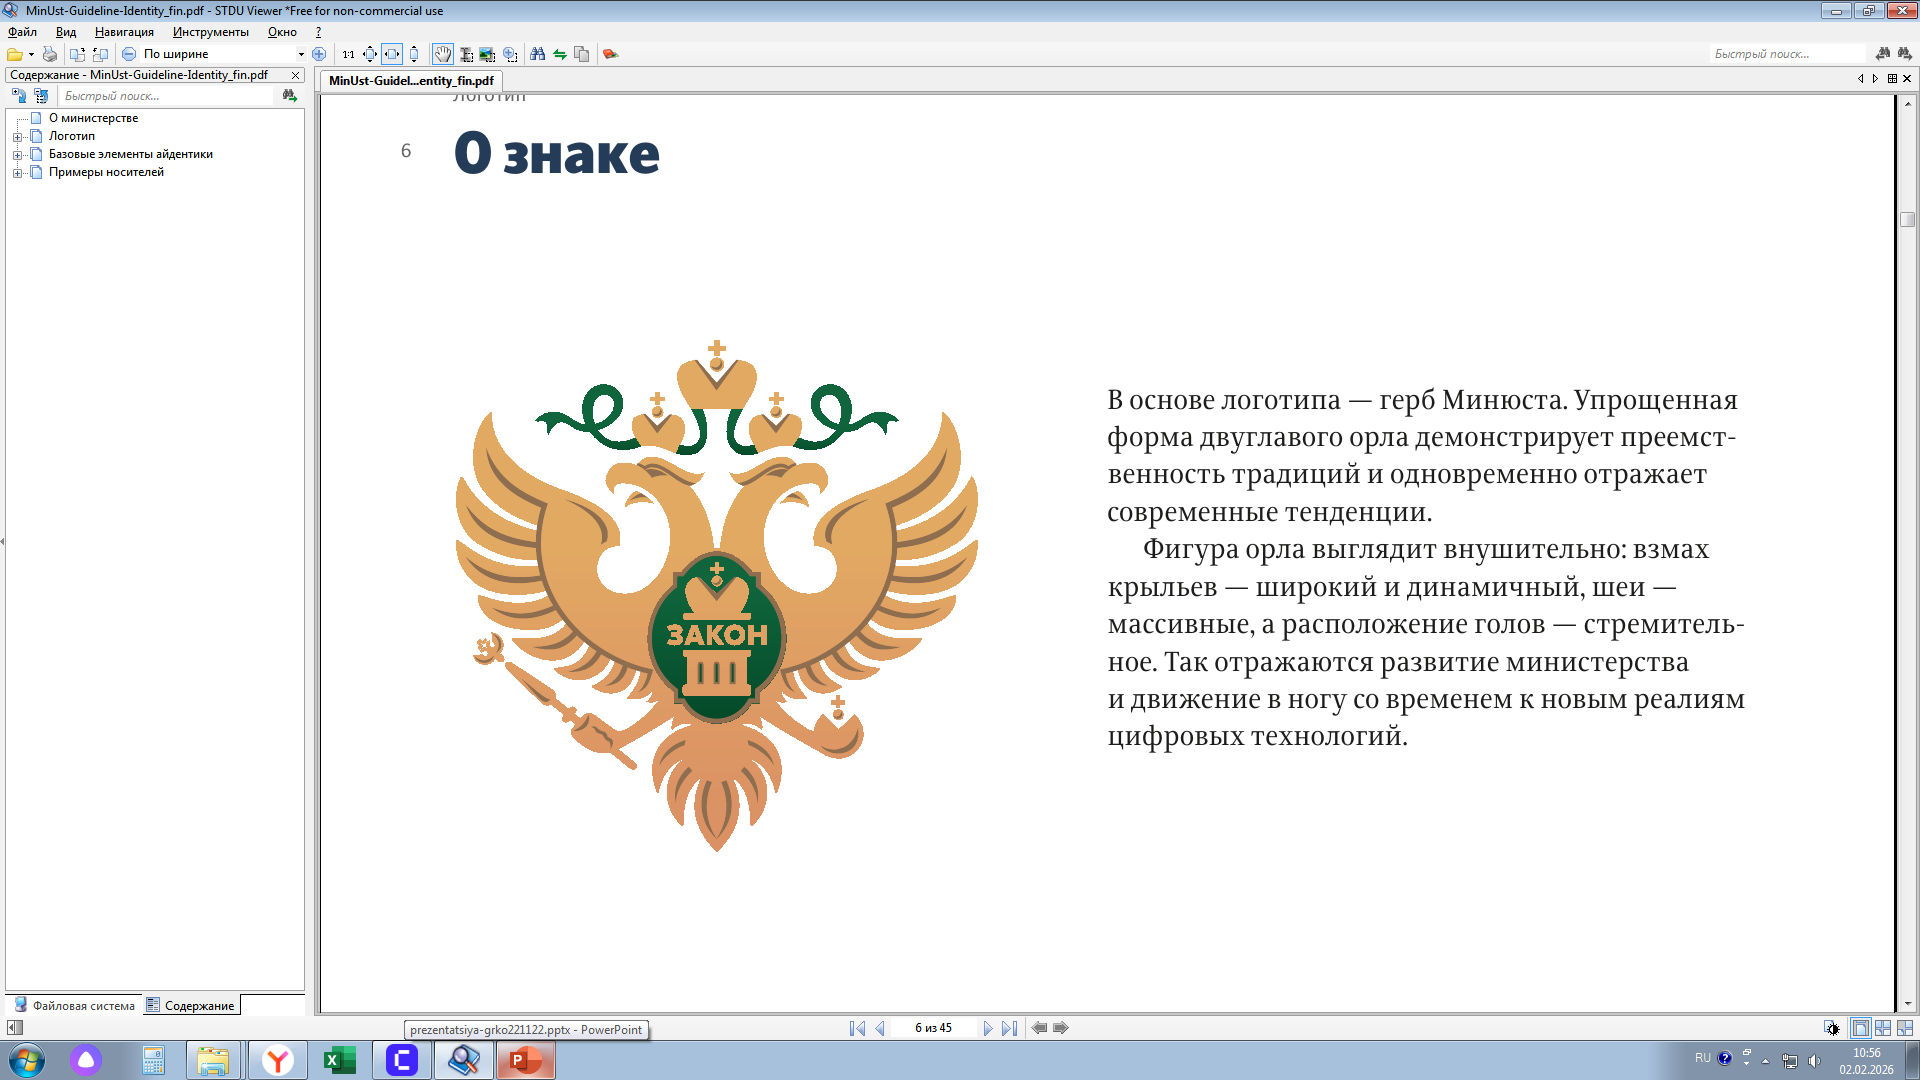 MinUst-Guideline-Identity_fin.pdf - STDU Viewer *Free for non-commercial use
Файл Вид Навигация Инструменты Окно ?
По ширине 1:1 Быстрый поиск...
Содержание - MinUst-Guideline-Identity_fin.pdf
MinUst-Guidel...entity_fin.pdf
Быстрый поиск...
О министерстве
Логотип
Базовые элементы айдентики
Примеры носителей
Логотип
6 О знаке
ЗАКОН
В основе логотипа — герб Минюста. Упрощенная
форма двуглавого орла демонстрирует преемст-
венность традиций и одновременно отражает
современные тенденции.
Фигура орла выглядит внушительно: взмах
крыльев — широкий и динамичный, шеи —
массивные, а расположение голов — стремитель-
ное. Так отражаются развитие министерства
и движение в ногу со временем к новым реалиям
цифровых технологий.
Файловая система Содержание
prezentatsiya-grko221122.pptx - PowerPoint
6 из 45
RU
10:56
02.02.2026